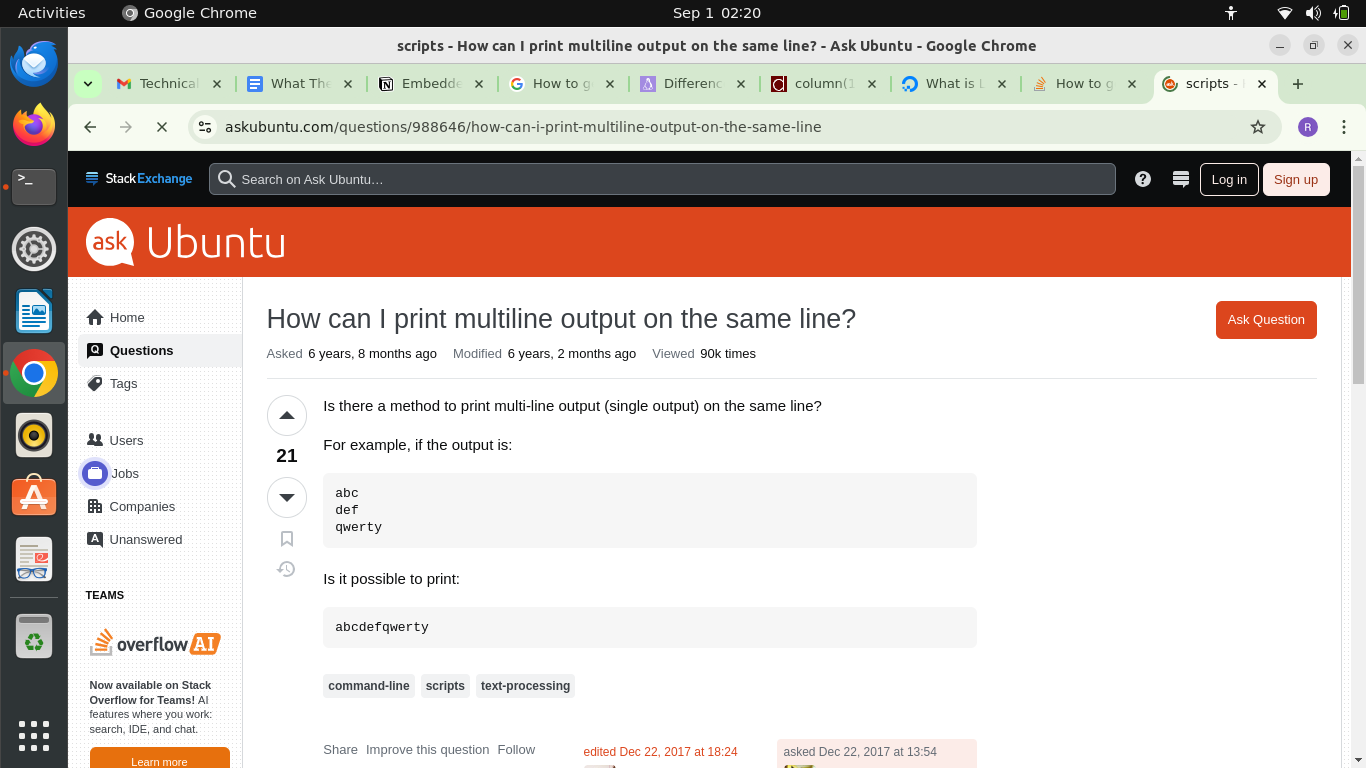 Activities
Google Chrome
Sep 1 02:20
scripts - How can I print multiline output on the same line? - Ask Ubuntu - Google Chrome
Technical
What The
Embedde
How to g
Differenc
column(1
What is L
How to g
scripts -
askubuntu.com/questions/988646/how-can-i-print-multiline-output-on-the-same-line
R
StackExchange
Search on Ask Ubuntu…
Log in
Sign up
ask Ubuntu
Home
Questions
Tags
Users
Jobs
Companies
Unanswered
TEAMS
overflow AI
Now available on Stack
Overflow for Teams! AI
features where you work:
search, IDE, and chat.
Learn more
How can I print multiline output on the same line?
Ask Question
Asked 6 years, 8 months ago Modified 6 years, 2 months ago Viewed 90k times
21
Is there a method to print multi-line output (single output) on the same line?
For example, if the output is:
abc
def
qwerty
Is it possible to print:
abcdefqwerty
command-line scripts text-processing
Share Improve this question Follow
edited Dec 22, 2017 at 18:24
asked Dec 22, 2017 at 13:54